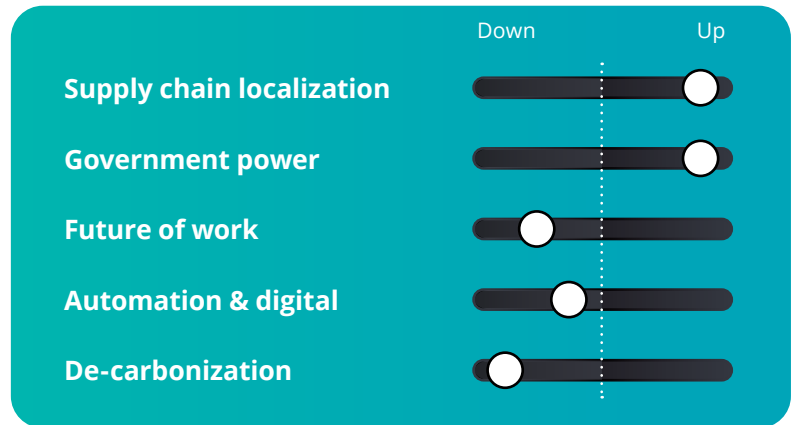 Down Up
Supply chain localization
Government power
Future of work
Automation & digital
De-carbonization